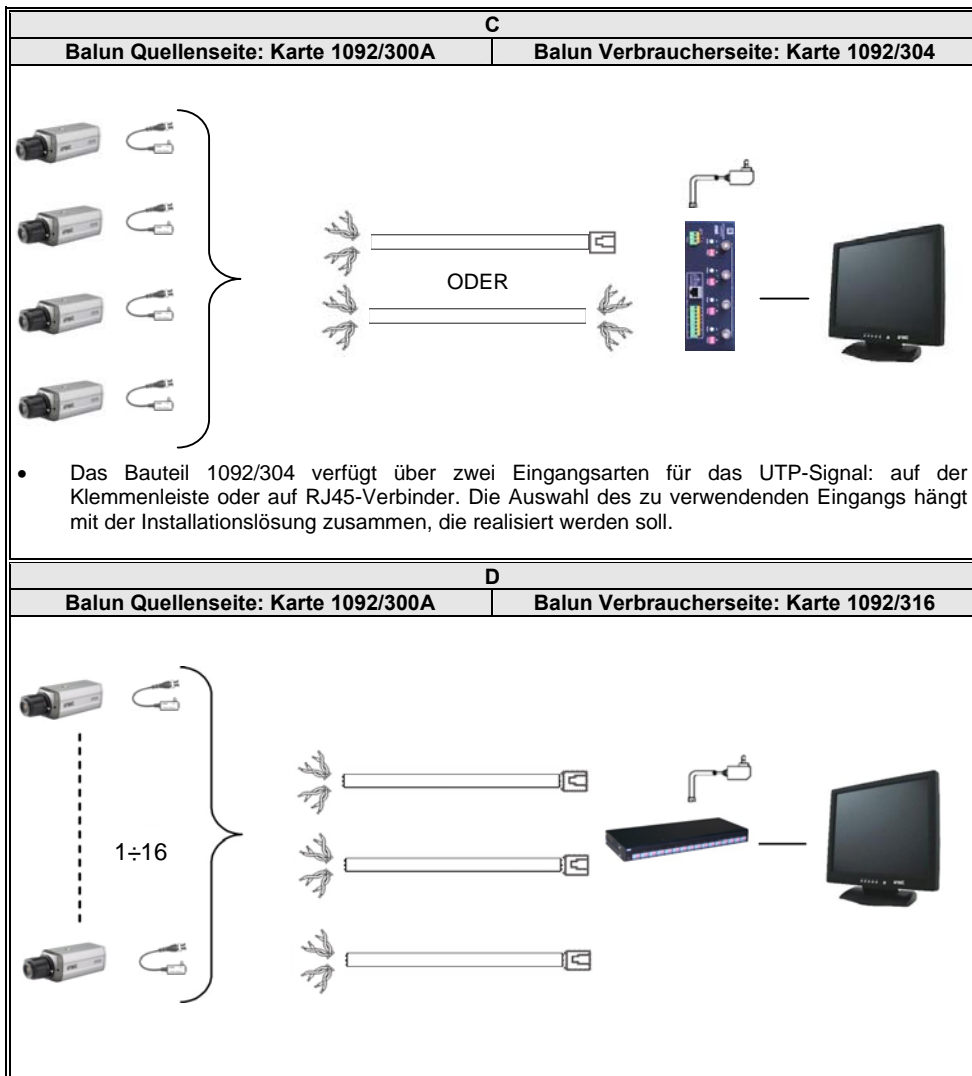 C
Balun Quellenseite: Karte 1092/300A
Balun Verbraucherseite: Karte 1092/304
ODER
• Das Bauteil 1092/304 verfügt über zwei Eingangsarten für das UTP-Signal: auf der
Klemmenleiste oder auf RJ45-Verbinder. Die Auswahl des zu verwendenden Eingangs hängt
mit der Installationslösung zusammen, die realisiert werden soll.
D
Balun Quellenseite: Karte 1092/300A
Balun Verbraucherseite: Karte 1092/316
1÷16